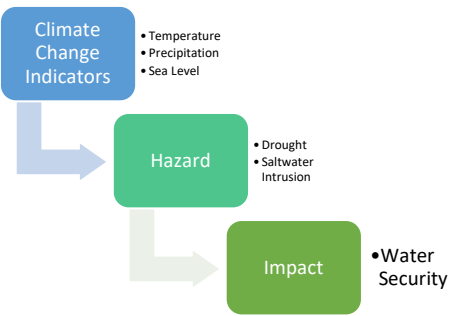 Climate
Change
Indicators
•Temperature
•Precipitation
•Sea Level
Hazard
•Drought
•Saltwater
Intrusion
Impact
•Water
Security